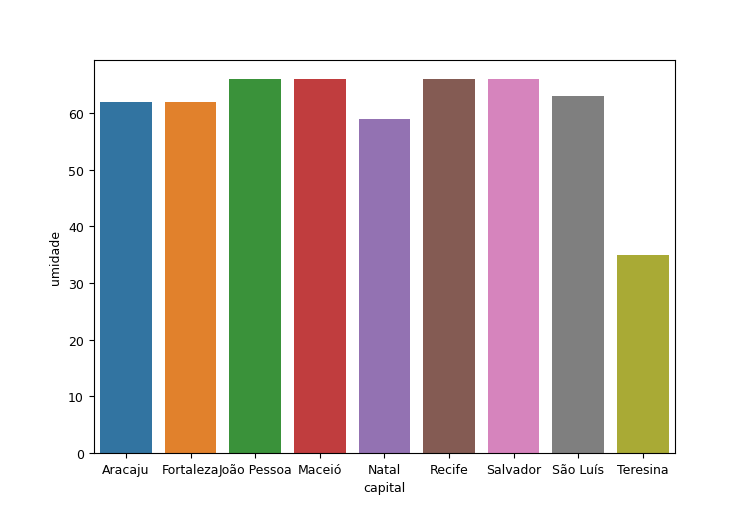 umidade
60
50
40
30
20
10
0
Aracaju Fortaleza João Pessoa Maceió Natal Recife Salvador São Luís Teresina
capital